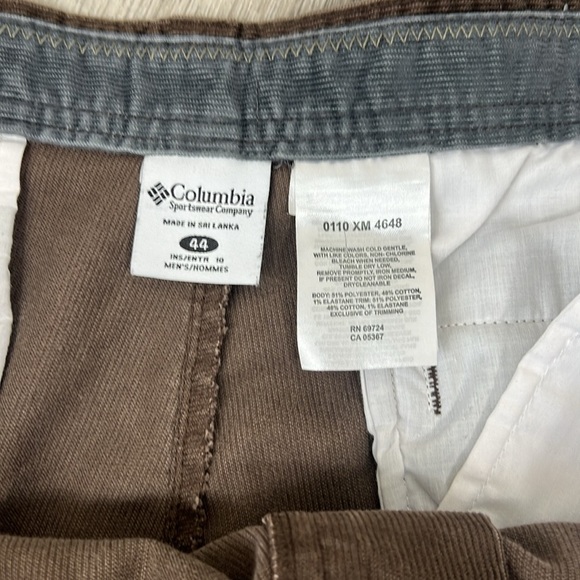 Columbia
Sportswear Company
MADE IN SRI LANKA
44
INS/ENTR 10
MEN'S/HOMMES
0110 XM 4648
MACHINE WASH COLD GENTLE,
WITH LIKE COLORS, NON-CHLORINE
BLEACH WHEN NEEDED,
TUMBLE DRY LOW,
REMOVE PROMPTLY, IRON MEDIUM,
IF PRESENT DO NOT IRON DECAL,
DRYCLEANABLE
BODY: 51% POLYESTER, 48% COTTON,
1% ELASTANE TRIM: 51% POLYESTER,
48% COTTON, 1% ELASTANE
EXCLUSIVE OF TRIMMING
RN 69724
CA 05367